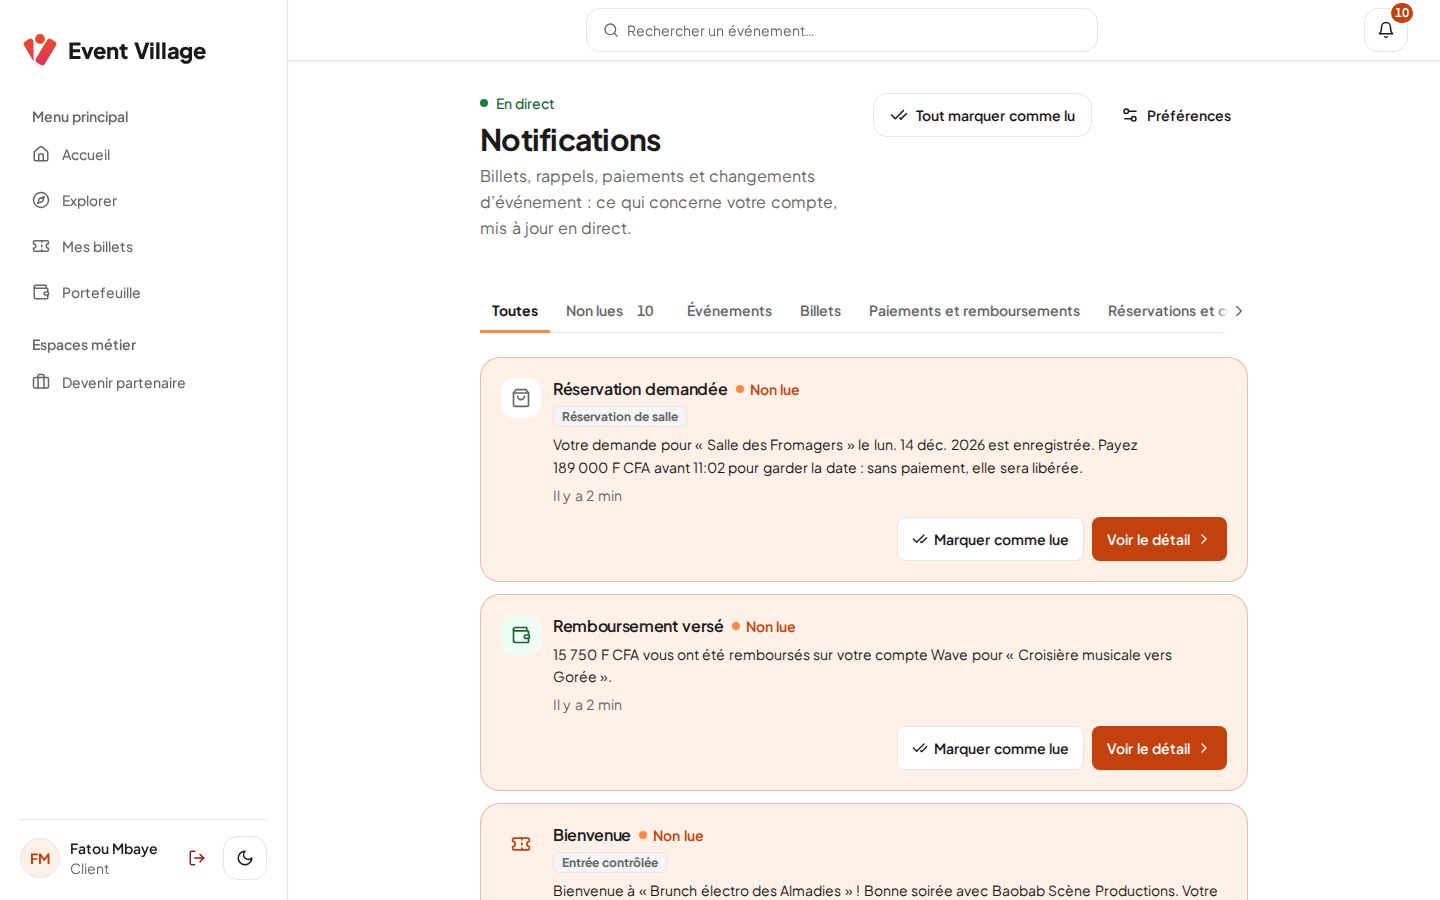 Event Village
Menu principal
Accueil
Explorer
Mes billets
Portefeuille
Espaces métier
Devenir partenaire
FM
Fatou Mbaye
Client
Rechercher un événement...
10
En direct
Notifications
Billets, rappels, paiements et changements
d’événement : ce qui concerne votre compte,
mis à jour en direct.
Tout marquer comme lu
Préférences
Toutes
Non lues 10
Événements
Billets
Paiements et remboursements
Réservations et
Réservation demandée
Non lue
Réservation de salle
Votre demande pour « Salle des Fromagers » le lun. 14 déc. 2026 est enregistrée. Payez
189 000 F CFA avant 11:02 pour garder la date : sans paiement, elle sera libérée.
Il y a 2 min
Marquer comme lue
Voir le détail
Remboursement versé
Non lue
15 750 F CFA vous ont été remboursés sur votre compte Wave pour « Croisière musicale vers
Gorée ».
Il y a 2 min
Marquer comme lue
Voir le détail
Bienvenue
Non lue
Entrée contrôlée
Bienvenue à « Brunch électro des Almadies » ! Bonne soirée avec Baobab Scène Productions. Votre